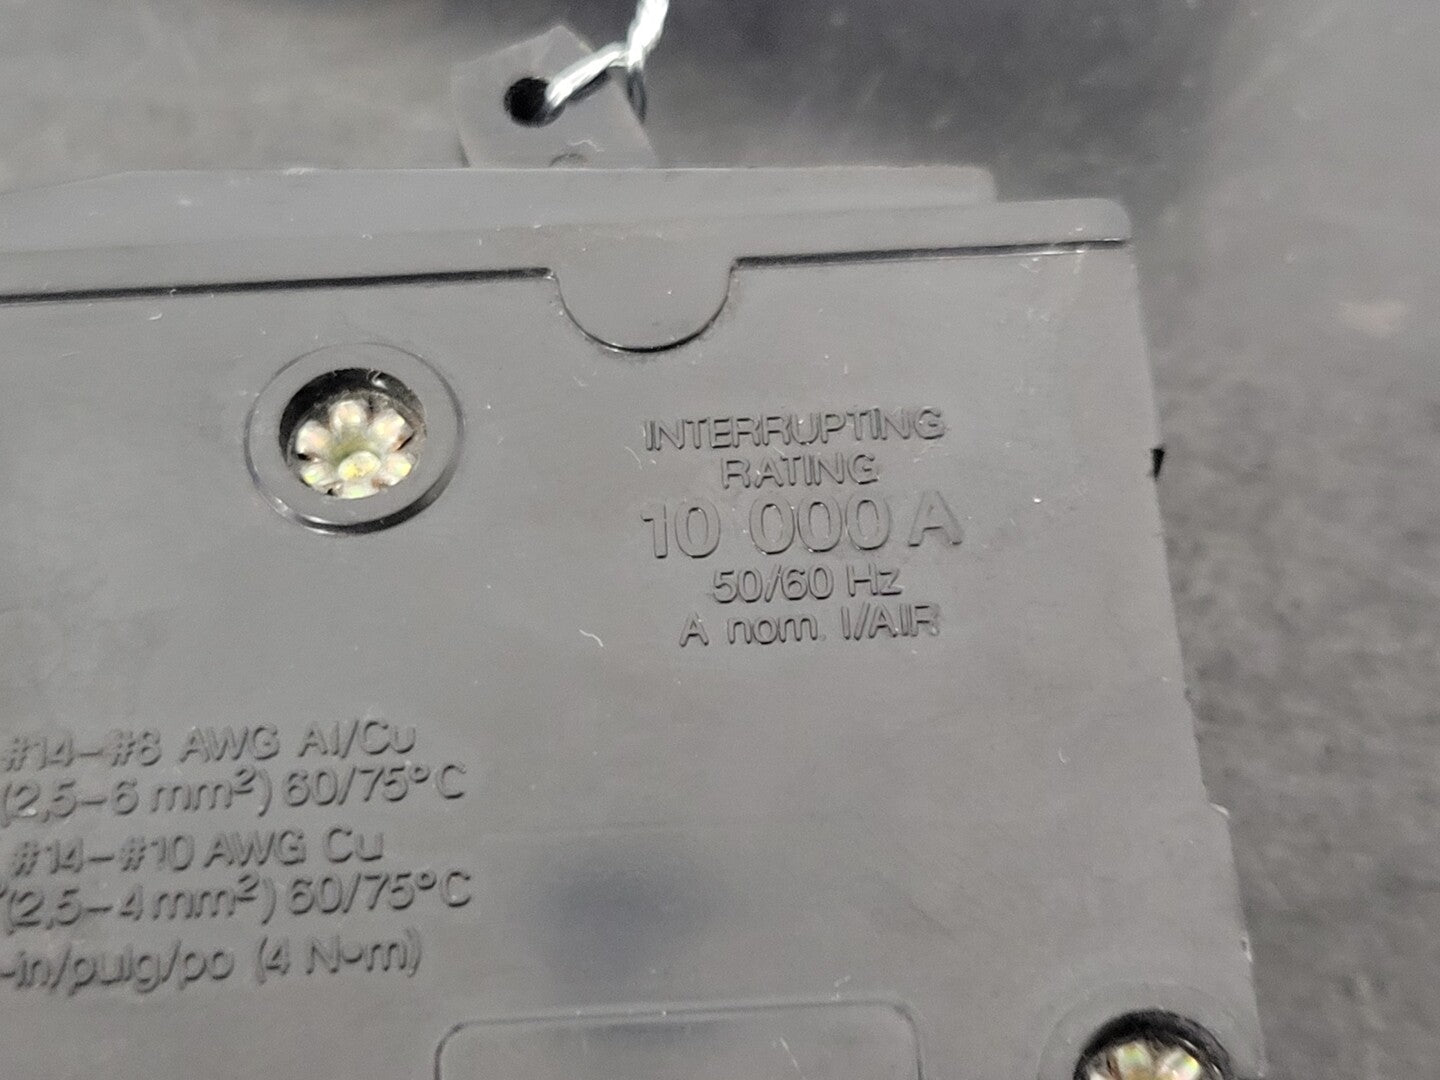 INTERRUPTING
RATING
10 000 A
50/60 Hz
A nom. I/AIR
#14-#8 AWG Al/Cu
(2,5-6 mm²) 60/75°C
#14-#10 AWG Cu
(2,5-4 mm²) 60/75°C
-in/pulg/po (4 N•m)